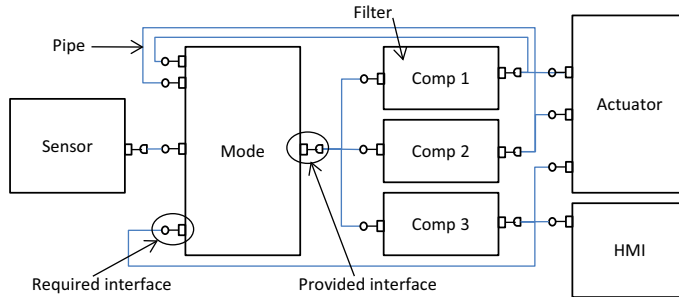 Filter
Pipe
Comp 1
Actuator
Sensor
Mode
Comp 2
Comp 3
HMI
Required interface
Provided interface